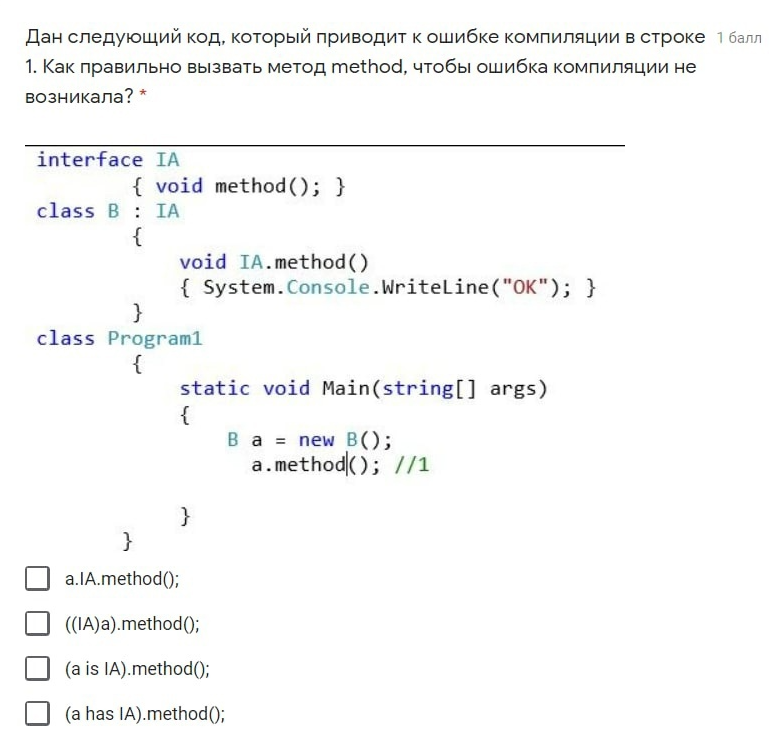 Дан следующий код, который приводит к ошибке компиляции в строке 1 балл
1. Как правильно вызвать метод method, чтобы ошибка компиляции не
возникала? *
interface IA
{ void method(); }
class B : IA
{
void IA.method()
{ System.Console.WriteLine("OK"); }
}
class Program1
{
static void Main(string[] args)
{
B a = new B();
a.method(); //1
}
}
a.IA.method();
((IA)a).method();
(a is IA).method();
(a has IA).method();